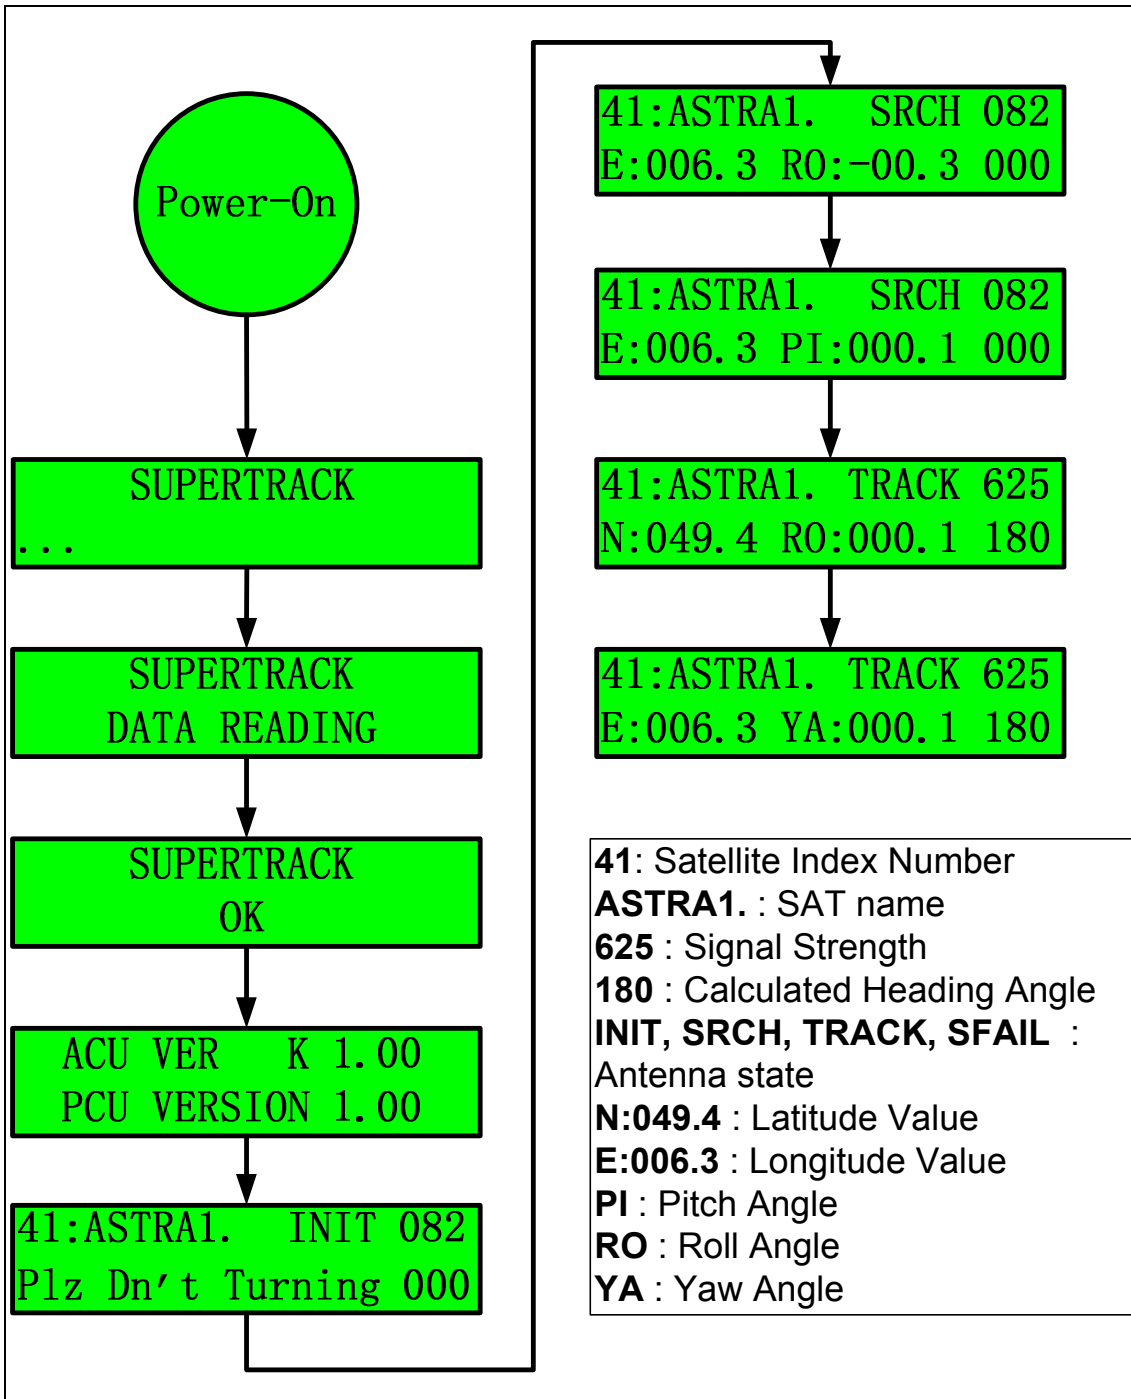 Power-On
SUPERTRACK
...
SUPERTRACK
DATA READING
SUPERTRACK
OK
ACU VER K 1.00
PCU VERSION 1.00
41:ASTRA1. INIT 082
Plz Dn't Turning 000
41:ASTRA1. SRCH 082
E:006.3 RO:-00.3 000
41:ASTRA1. SRCH 082
E:006.3 PI:000.1 000
41:ASTRA1. TRACK 625
N:049.4 RO:000.1 180
41:ASTRA1. TRACK 625
E:006.3 YA:000.1 180
41: Satellite Index Number
ASTRA1. : SAT name
625 : Signal Strength
180 : Calculated Heading Angle
INIT, SRCH, TRACK, SFAIL :
Antenna state
N:049.4 : Latitude Value
E:006.3 : Longitude Value
PI : Pitch Angle
RO : Roll Angle
YA : Yaw Angle